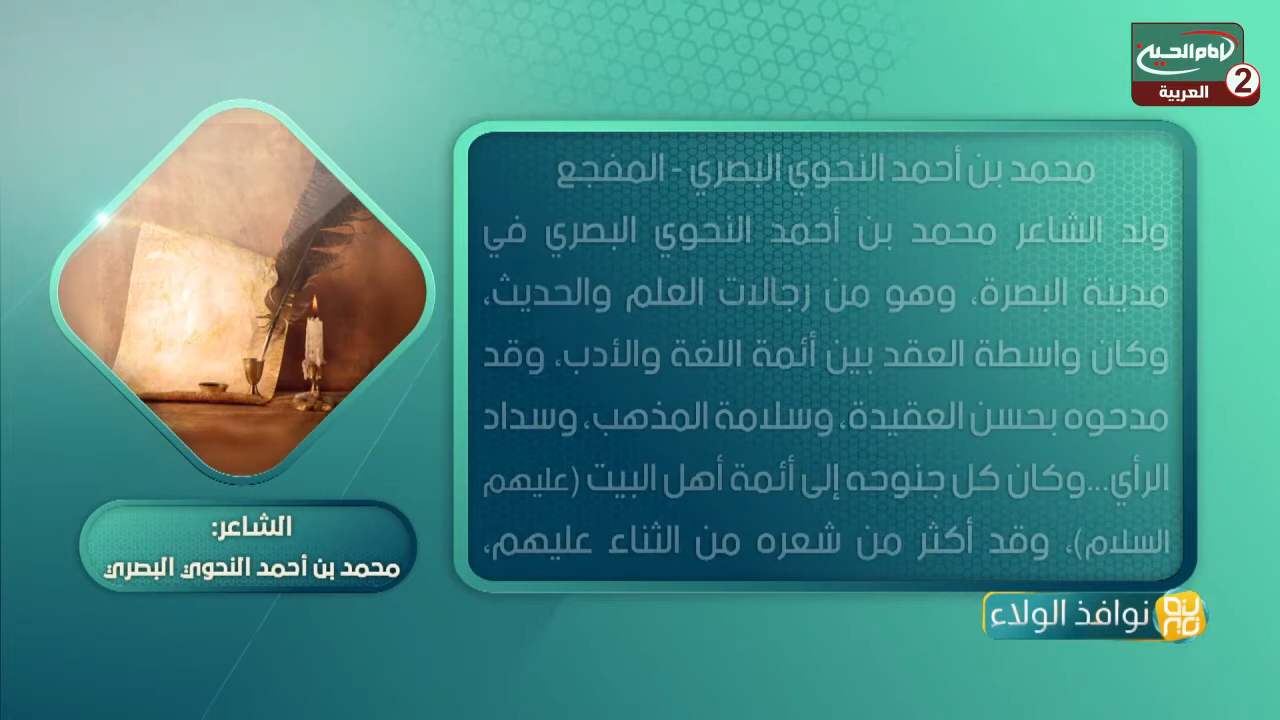 إمام الحسين
2
العربية
محمد بن أحمد النحوي البصري - المفجع
ولد الشاعر محمد بن أحمد النحوي البصري في
مدينة البصرة، وهو من رجالات العلم والحديث،
وكان واسطة العقد بين أئمة اللغة والأدب، وقد
مدحوه بحسن العقيدة، وسلامة المذهب، وسداد
الرأي...وكان كل جنوحه إلى أئمة أهل البيت (عليهم
السلام)، وقد أكثر من شعره من الثناء عليهم،
الشاعر:
محمد بن أحمد النحوي البصري
نوافذ الولاء